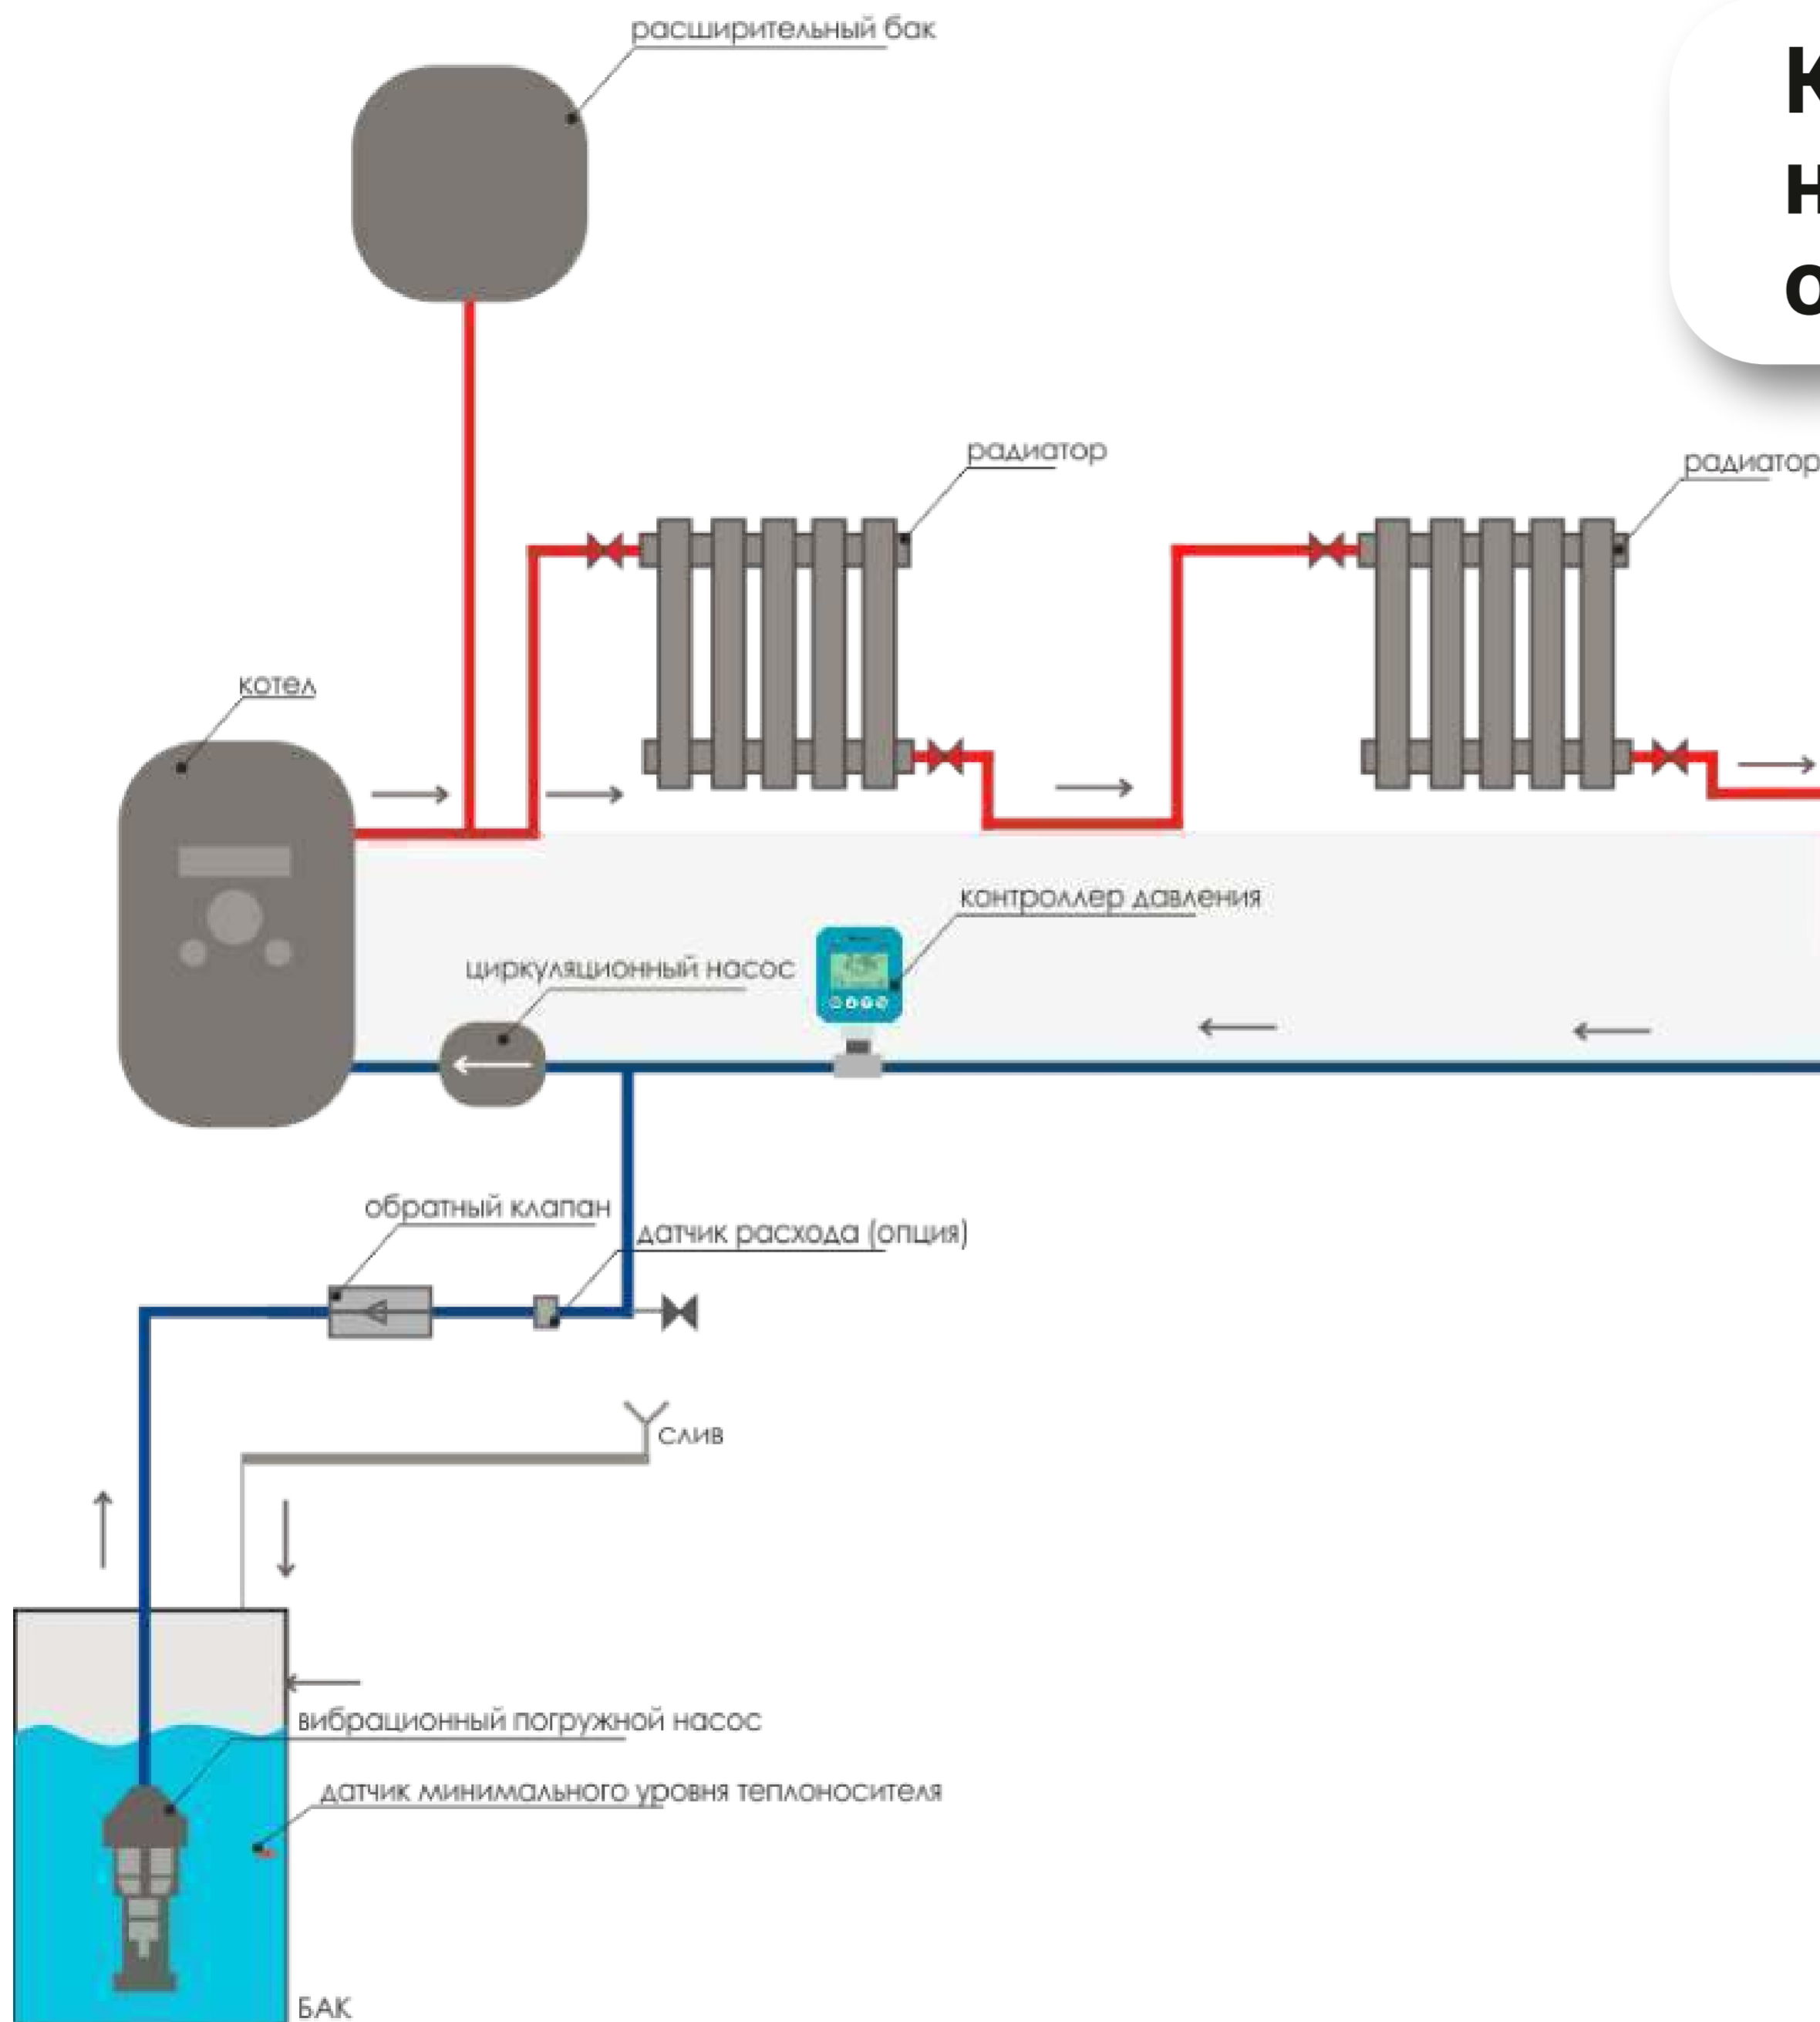 расширительный бак
К
н
о
радиатор
радиатор
котел
контроллер давления
циркуляционный насос
обратный клапан
датчик расхода (опция)
слив
вибрационный погружной насос
датчик минимального уровня теплоносителя
БАК